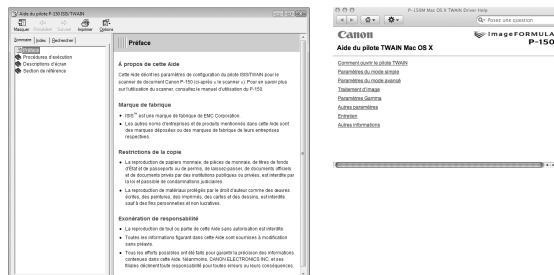 Aide du pilote P-150 ISIS/TWAIN
Masquer Précédent Suivant Imprimer Options
Sommaire Index Rechercher
Préface
Procédures d'exécution
Descriptions d'écran
Section de référence
Préface
À propos de cette Aide
Cette Aide décrit les paramètres de configuration du pilote ISIS/TWAIN pour le
scanner de document Canon P-150 (ci-après « le scanner »). Pour en savoir plus
sur l'utilisation du scanner, consultez le manuel d'utilisation du P-150.
Marque de fabrique
• ISIS™ est une marque de fabrique de EMC Corporation.
• Les autres noms d'entreprises et de produits mentionnés dans cette Aide sont
des marques déposées ou des marques de fabrique de leurs entreprises
respectives.
Restrictions de la copie
• La reproduction de papiers monnaie, de pièces de monnaie, de titres de fonds
d'État et de passeports ou de permis, de laissez-passer, de documents officiels
et de documents privés par des institutions publiques ou privées, est interdite par
la loi et passible de condamnations judiciaires.
• La reproduction de matériaux protégés par le droit d'auteur comme des œuvres
écrites, des peintures, des imprimés, des cartes et des dessins, est interdite
sauf à des fins personnelles et non lucratives.
Exonération de responsabilité
• La reproduction de tout ou partie de cette Aide sans autorisation est interdite.
• Toutes les informations figurant dans cette Aide sont soumises à modification
sans préavis.
• Tous les efforts possibles ont été faits pour garantir la précision des informations
contenues dans cette Aide. Néanmoins, CANON ELECTRONICS INC. et ses
filiales déclinent toute responsabilité pour toutes erreurs ou leurs conséquences.
P-150M Mac OS X TWAIN Driver Help
Posez une question
Canon
imageFORMULA
P-150
Aide du pilote TWAIN Mac OS X
Comment ouvrir le pilote TWAIN
Paramètres du mode simple
Paramètres du mode avancé
Traitement d'image
Paramètres Gamma
Autres paramètres
Entretien
Autres informations